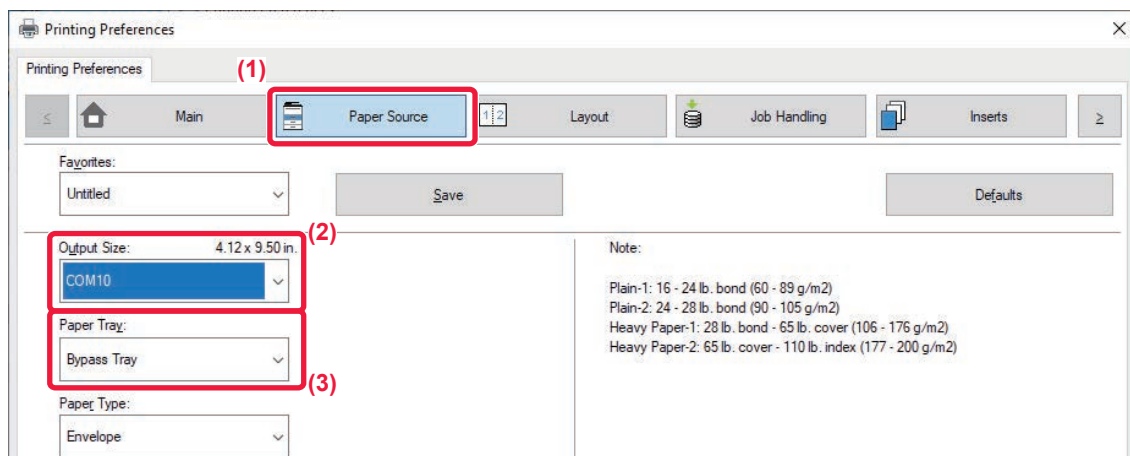 Printing Preferences
Printing Preferences
(1)
< Main Paper Source 1 2 Layout Job Handling Inserts >
Favorites:
Untitled Save Defaults
(2)
Output Size: 4.12 x 9.50 in.
COM10
Paper Tray:
Bypass Tray
(3)
Paper Type:
Envelope
Note:
Plain-1: 16 - 24 lb. bond (60 - 89 g/m2)
Plain-2: 24 - 28 lb. bond (90 - 105 g/m2)
Heavy Paper-1: 28 lb. bond - 65 lb. cover (106 - 176 g/m2)
Heavy Paper-2: 65 lb. cover - 110 lb. index (177 - 200 g/m2)